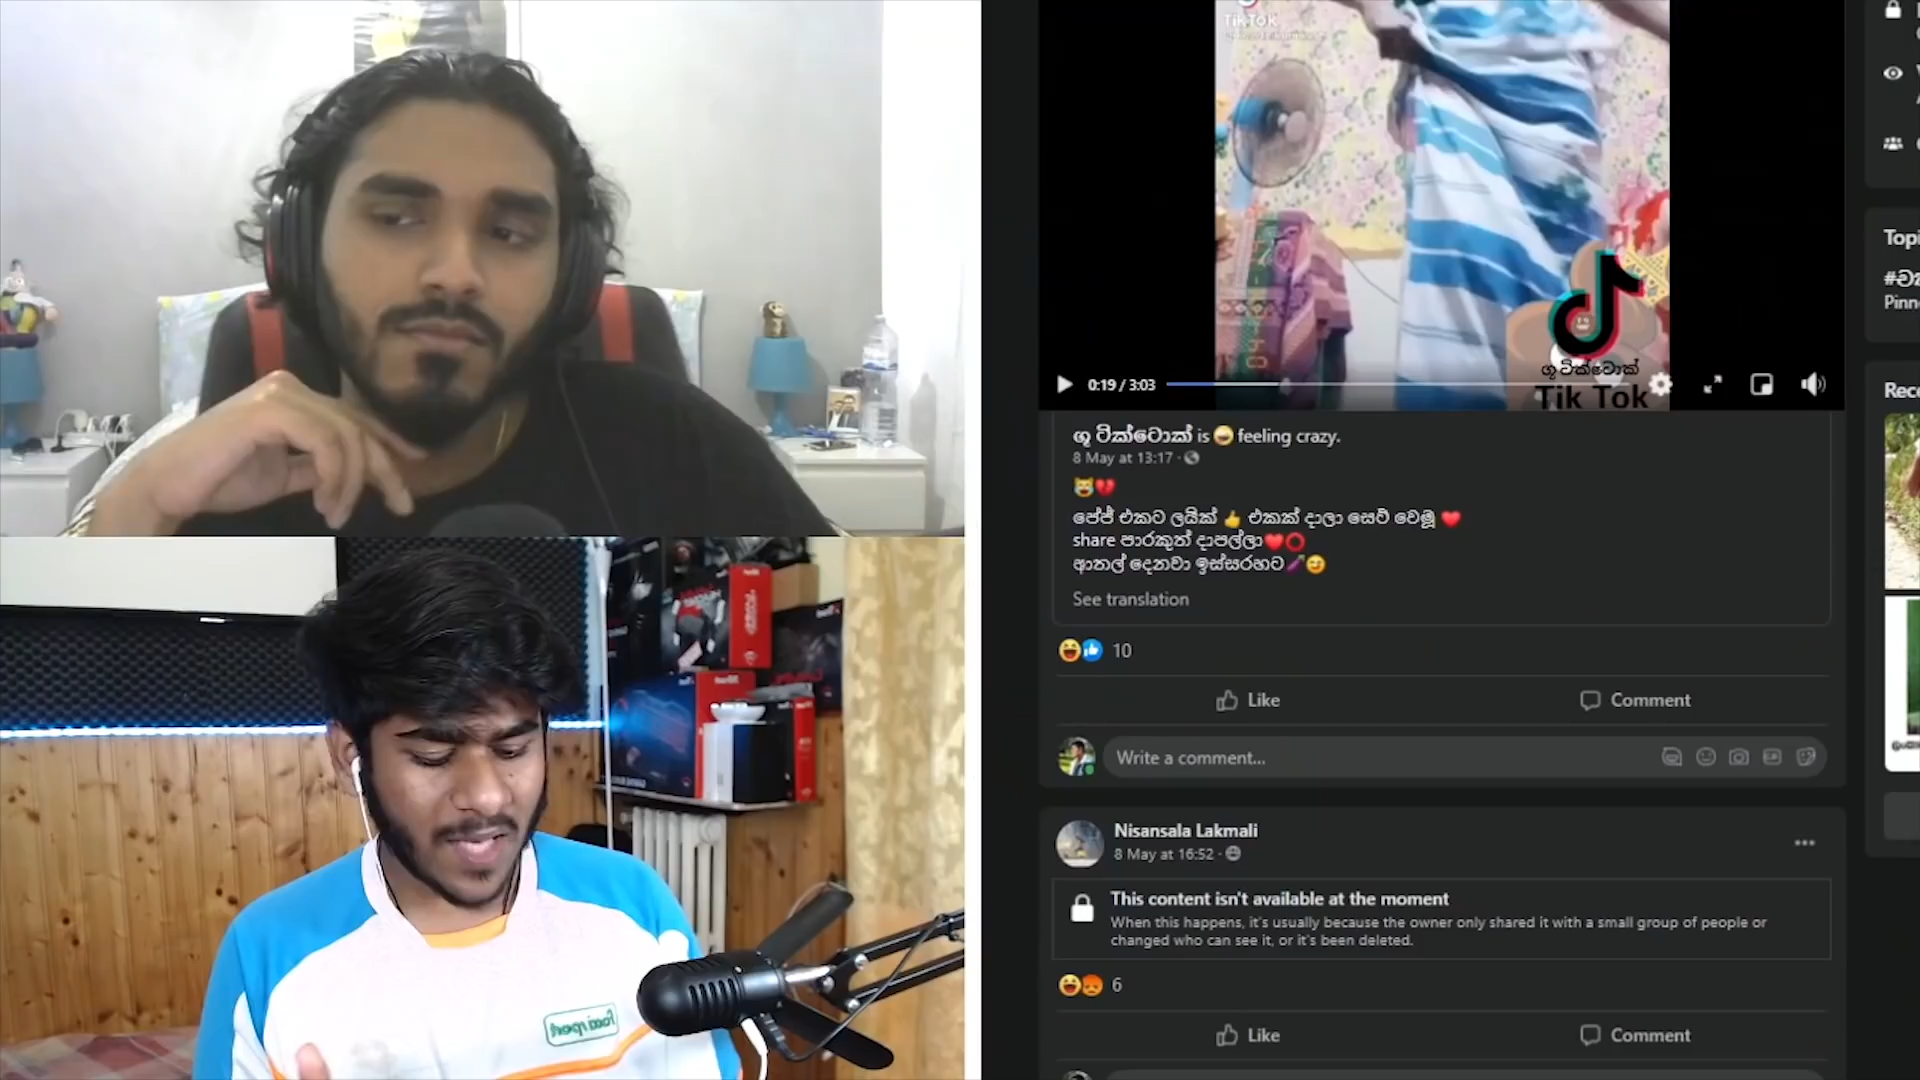 TikTok
ගූ ටික්ටොක්
Tik Tok
0:19 / 3:03
ගූ ටික්ටොක් is 😄 feeling crazy.
8 May at 13:17 ·
😹💔
පේජ් එකට ලයික් 👍 එකක් දාලා සෙට් වෙමු ❤️
share පාරකුත් දාපල්ලා❤️⭕
ආතල් දෙනවා ඉස්සරහට🍆😊
See translation
10
Like
Comment
Write a comment...
Nisansala Lakmali
8 May at 16:52 ·
This content isn't available at the moment
When this happens, it's usually because the owner only shared it with a small group of people or
changed who can see it, or it's been deleted.
6
Like
Comment